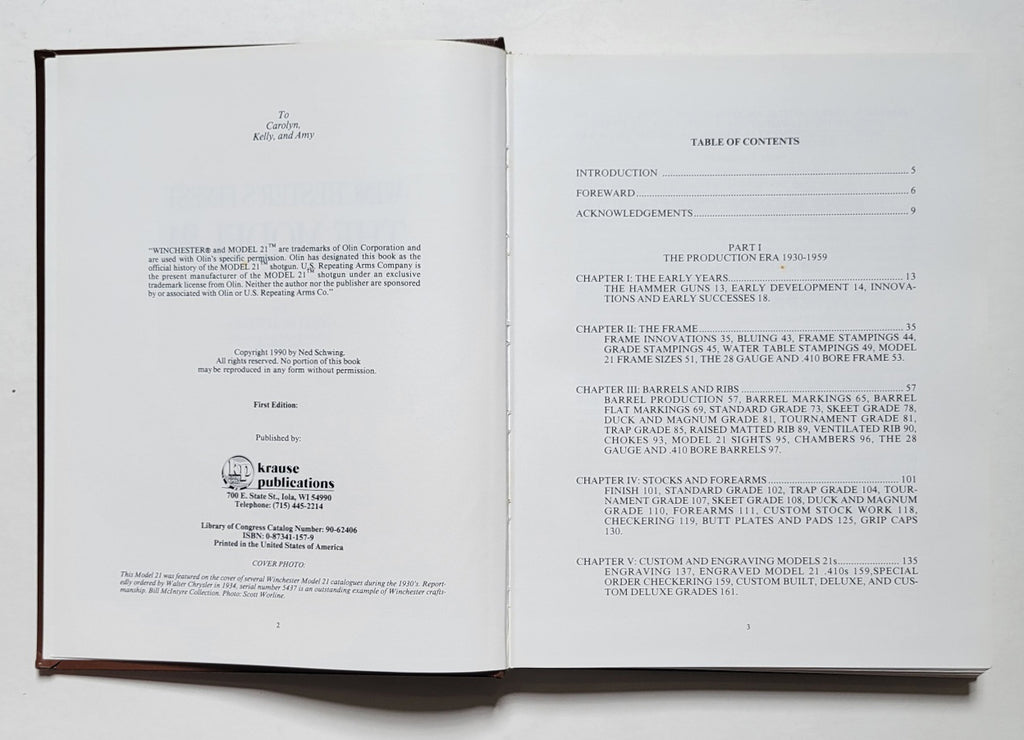 To
Carolyn,
Kelly, and Amy
"WINCHESTER® and MODEL 21™ are trademarks of Olin Corporation and
are used with Olin's specific permission. Olin has designated this book as the
official history of the MODEL 21™ shotgun. U.S. Repeating Arms Company is
the present manufacturer of the MODEL 21™ shotgun under an exclusive
trademark license from Olin. Neither the author nor the publisher are sponsored
by or associated with Olin or U.S. Repeating Arms Co."
Copyright 1990 by Ned Schwing.
All rights reserved. No portion of this book
may be reproduced in any form without permission.
First Edition:
Published by:
kp krause
publications
700 E. State St., Iola, WI 54990
Telephone: (715) 445-2214
Library of Congress Catalog Number: 90-62406
ISBN: 0-87341-157-9
Printed in the United States of America
COVER PHOTO:
This Model 21 was featured on the cover of several Winchester Model 21 catalogues during the 1930's. Report-
edly ordered by Walter Chrysler in 1934, serial number 5437 is an outstanding example of Winchester crafts-
manship. Bill McIntyre Collection. Photo: Scott Worline.
2
TABLE OF CONTENTS
INTRODUCTION ........ 5
FOREWARD........ 6
ACKNOWLEDGEMENTS........ 9
PART I
THE PRODUCTION ERA 1930-1959
CHAPTER I: THE EARLY YEARS........ 13
THE HAMMER GUNS 13, EARLY DEVELOPMENT 14, INNOVA-
TIONS AND EARLY SUCCESSES 18.
CHAPTER II: THE FRAME........ 35
FRAME INNOVATIONS 35, BLUING 43, FRAME STAMPINGS 44,
GRADE STAMPINGS 45, WATER TABLE STAMPINGS 49, MODEL
21 FRAME SIZES 51, THE 28 GAUGE AND .410 BORE FRAME 53.
CHAPTER III: BARRELS AND RIBS........ 57
BARREL PRODUCTION 57, BARREL MARKINGS 65, BARREL
FLAT MARKINGS 69, STANDARD GRADE 73, SKEET GRADE 78,
DUCK AND MAGNUM GRADE 81, TOURNAMENT GRADE 81,
TRAP GRADE 85, RAISED MATTED RIB 89, VENTILATED RIB 90,
CHOKES 93, MODEL 21 SIGHTS 95, CHAMBERS 96, THE 28
GAUGE AND .410 BORE BARRELS 97.
CHAPTER IV: STOCKS AND FOREARMS........ 101
FINISH 101, STANDARD GRADE 102, TRAP GRADE 104, TOUR-
NAMENT GRADE 107, SKEET GRADE 108, DUCK AND MAGNUM
GRADE 110, FOREARMS 111, CUSTOM STOCK WORK 118,
CHECKERING 119, BUTT PLATES AND PADS 125, GRIP CAPS
130.
CHAPTER V: CUSTOM AND ENGRAVING MODELS 21s........ 135
ENGRAVING 137, ENGRAVED MODEL 21 .410s 159,SPECIAL
ORDER CHECKERING 159, CUSTOM BUILT, DELUXE, AND CUS-
TOM DELUXE GRADES 161.
3